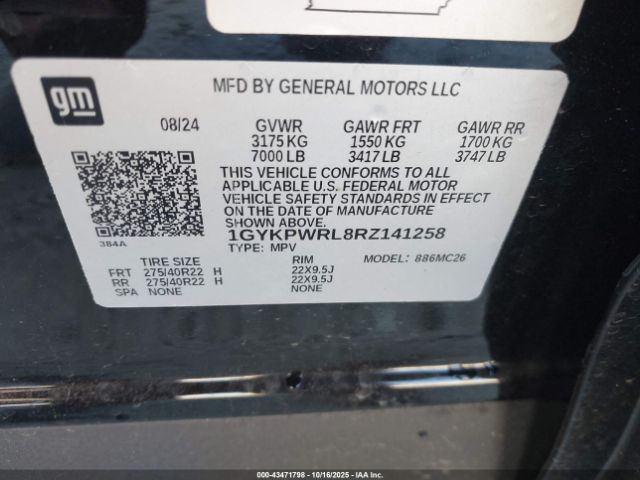 gm
MFD BY GENERAL MOTORS LLC
08/24 GVWR GAWR FRT GAWR RR
3175 KG 1550 KG 1700 KG
7000 LB 3417 LB 3747 LB
THIS VEHICLE CONFORMS TO ALL
APPLICABLE U.S. FEDERAL MOTOR
VEHICLE SAFETY STANDARDS IN EFFECT
ON THE DATE OF MANUFACTURE
SHOWN ABOVE.
384A
1GYKPWRL8RZ141258
TYPE: MPV MODEL: 886MC26
TIRE SIZE RIM
FRT 275/40R22 H 22X9.5J
RR 275/40R22 H 22X9.5J
SPA NONE NONE
000-43471798 - 10/16/2025 - IAAI.COM